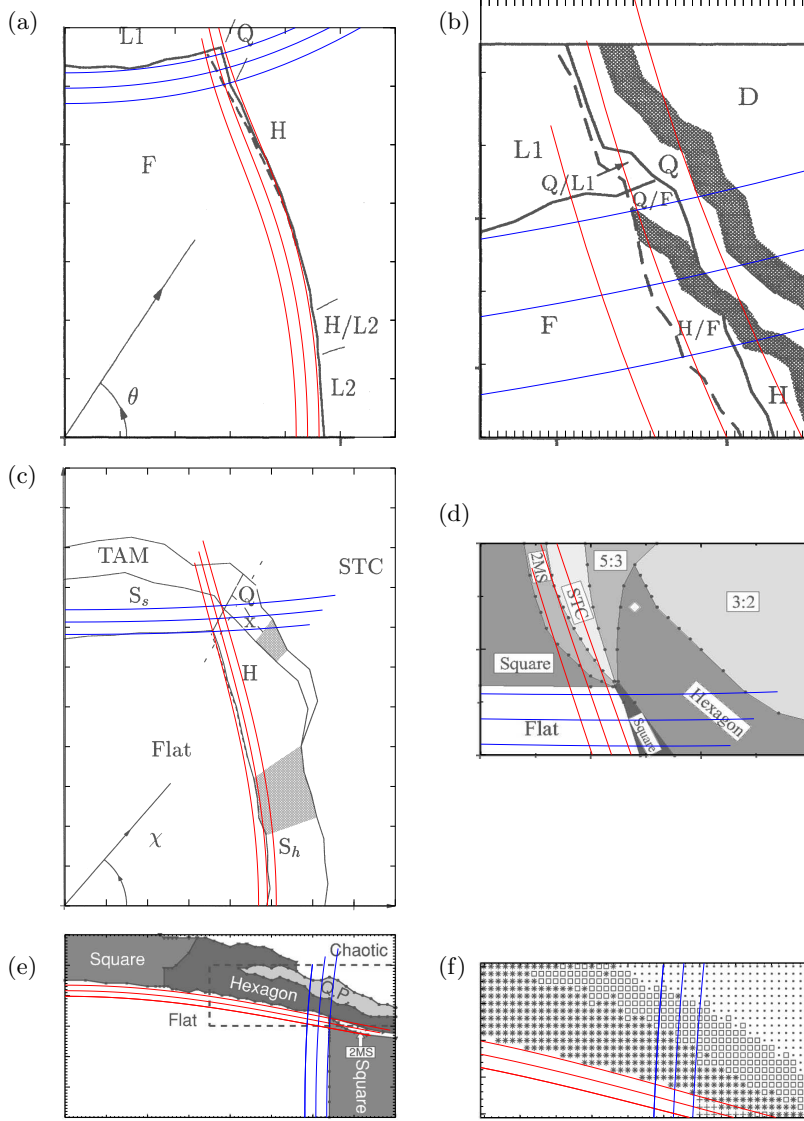 (a)
L1
Q
H
F
θ
H/L2
L2
(b)
D
L1
Q
Q/L1
Q/F
F
H/F
H
(c)
TAM
STC
S_s
Q
X
H
Flat
χ
S_h
(d)
2MS
5:3
STC
3:2
Square
Hexagon
Flat
Square
(e)
Square
Chaotic
Hexagon
Q.P
Flat
2MS
Square
(f)